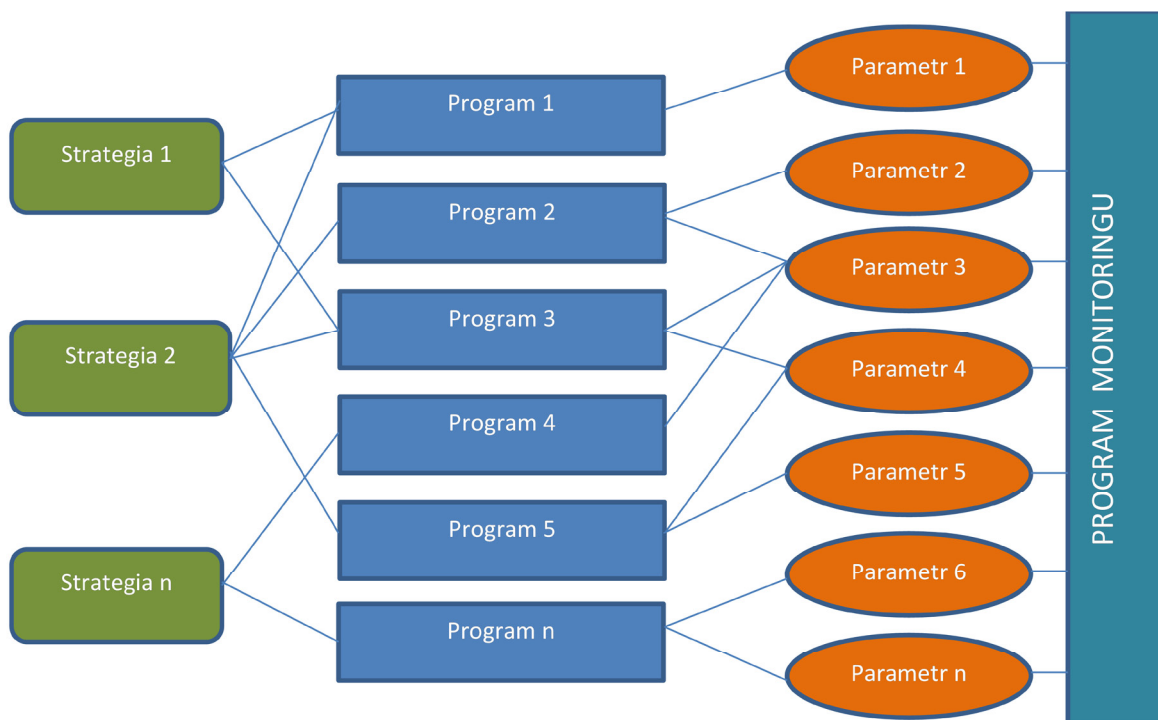 Strategia 1
Strategia 2
Strategia n
Program 1
Program 2
Program 3
Program 4
Program 5
Program n
Parametr 1
Parametr 2
Parametr 3
Parametr 4
Parametr 5
Parametr 6
Parametr n
PROGRAM MONITORINGU